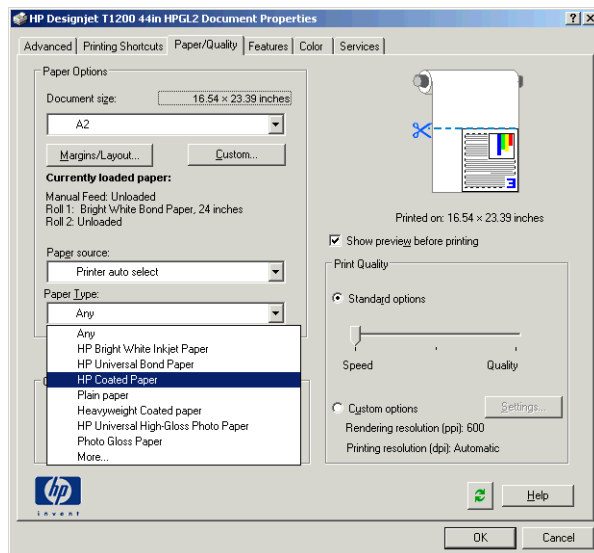 HP Designjet T1200 44in HPGL2 Document Properties
Advanced Printing Shortcuts Paper/Quality Features Color Services
Paper Options
Document size: 16.54 × 23.39 inches
A2
Margins/Layout... Custom...
Currently loaded paper:
Manual Feed: Unloaded
Roll 1: Bright White Bond Paper, 24 inches
Roll 2: Unloaded
Paper source:
Printer auto select
Paper Type:
Any
Any
HP Bright White Inkjet Paper
HP Universal Bond Paper
HP Coated Paper
Plain paper
Heavyweight Coated paper
HP Universal High-Gloss Photo Paper
Photo Gloss Paper
More...
3
Printed on: 16.54 × 23.39 inches
Show preview before printing
Print Quality
Standard options
Speed Quality
Custom options Settings...
Rendering resolution (ppi): 600
Printing resolution (dpi): Automatic
hp
invent
Help
OK Cancel